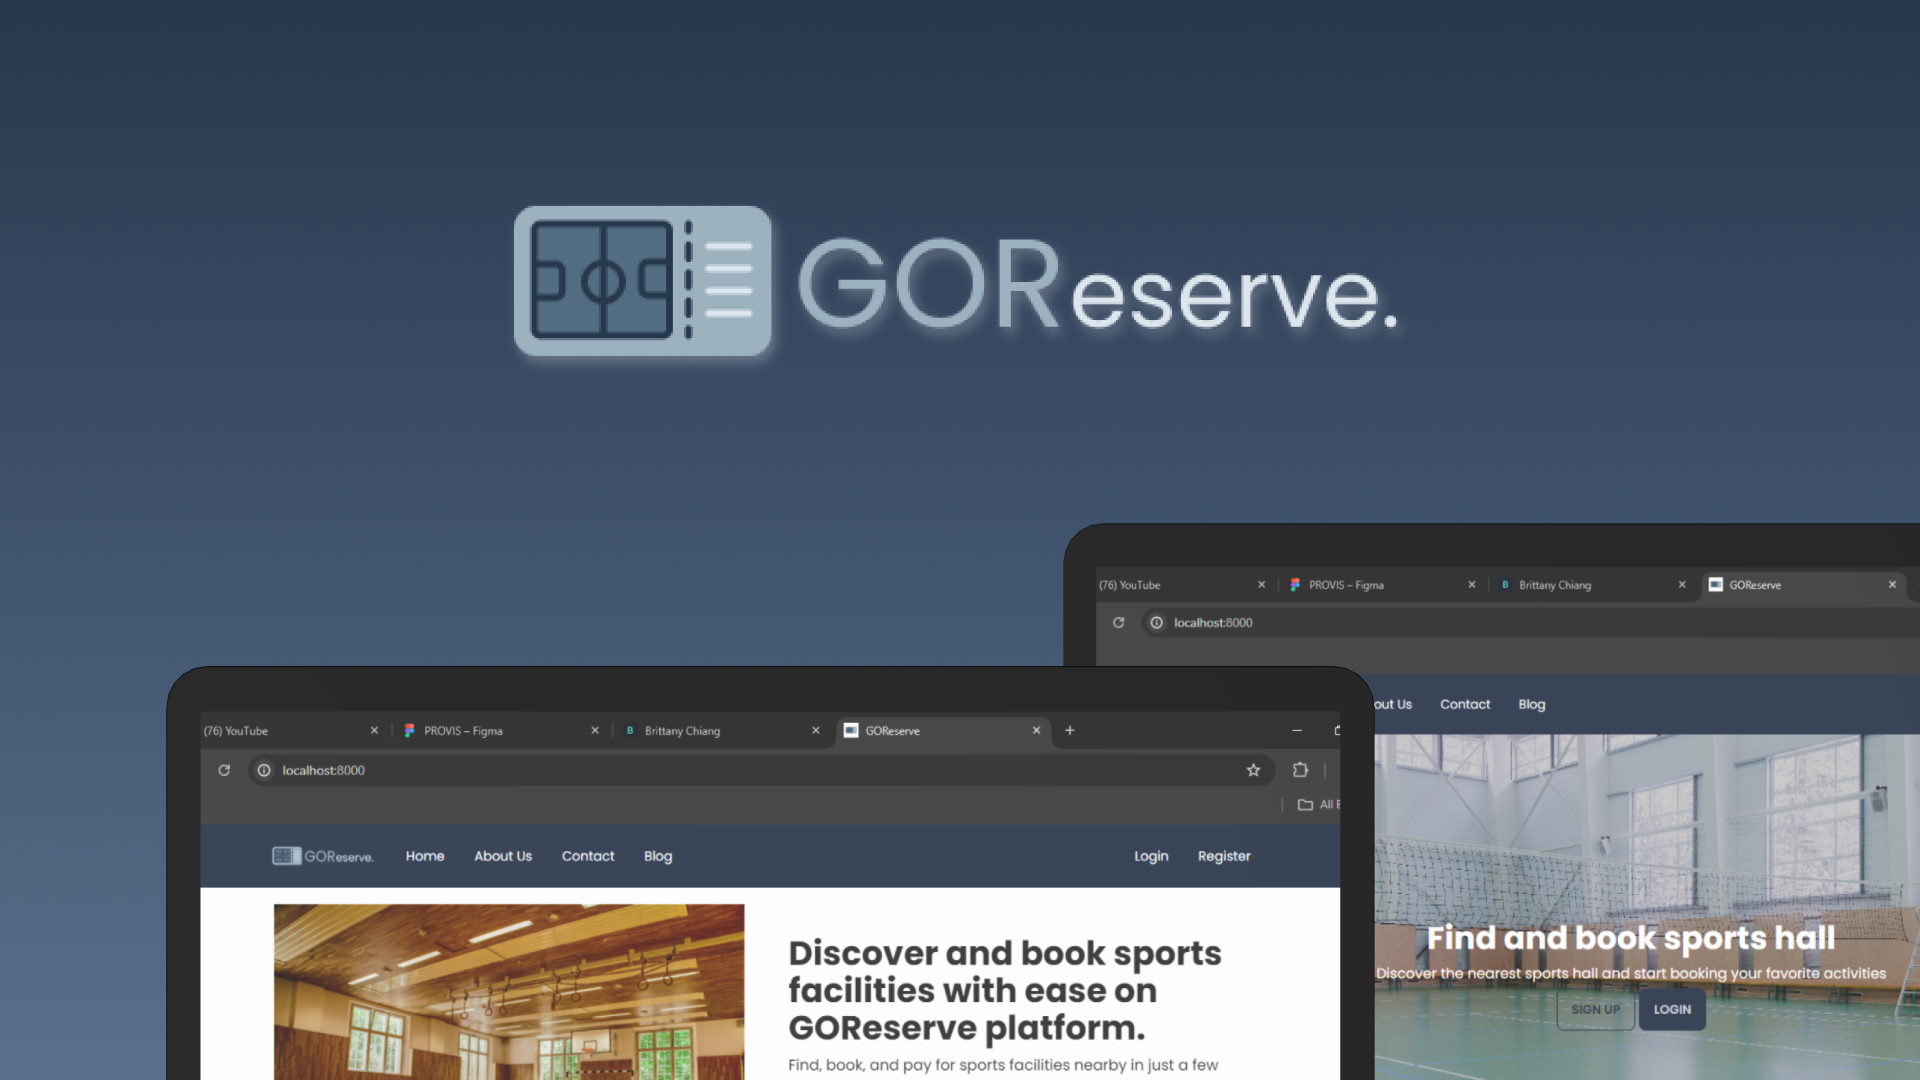 GOReserve.
(76) YouTube
PROVIS – Figma
Brittany Chiang
GOReserve
localhost:8000
out Us
Contact
Blog
Find and book sports hall
Discover the nearest sports hall and start booking your favorite activities
SIGN UP
LOGIN
(76) YouTube
PROVIS – Figma
B
Brittany Chiang
GOReserve
localhost:8000
All
GOReserve.
Home
About Us
Contact
Blog
Login
Register
Discover and book sports
facilities with ease on
GOReserve platform.
Find, book, and pay for sports facilities nearby in just a few